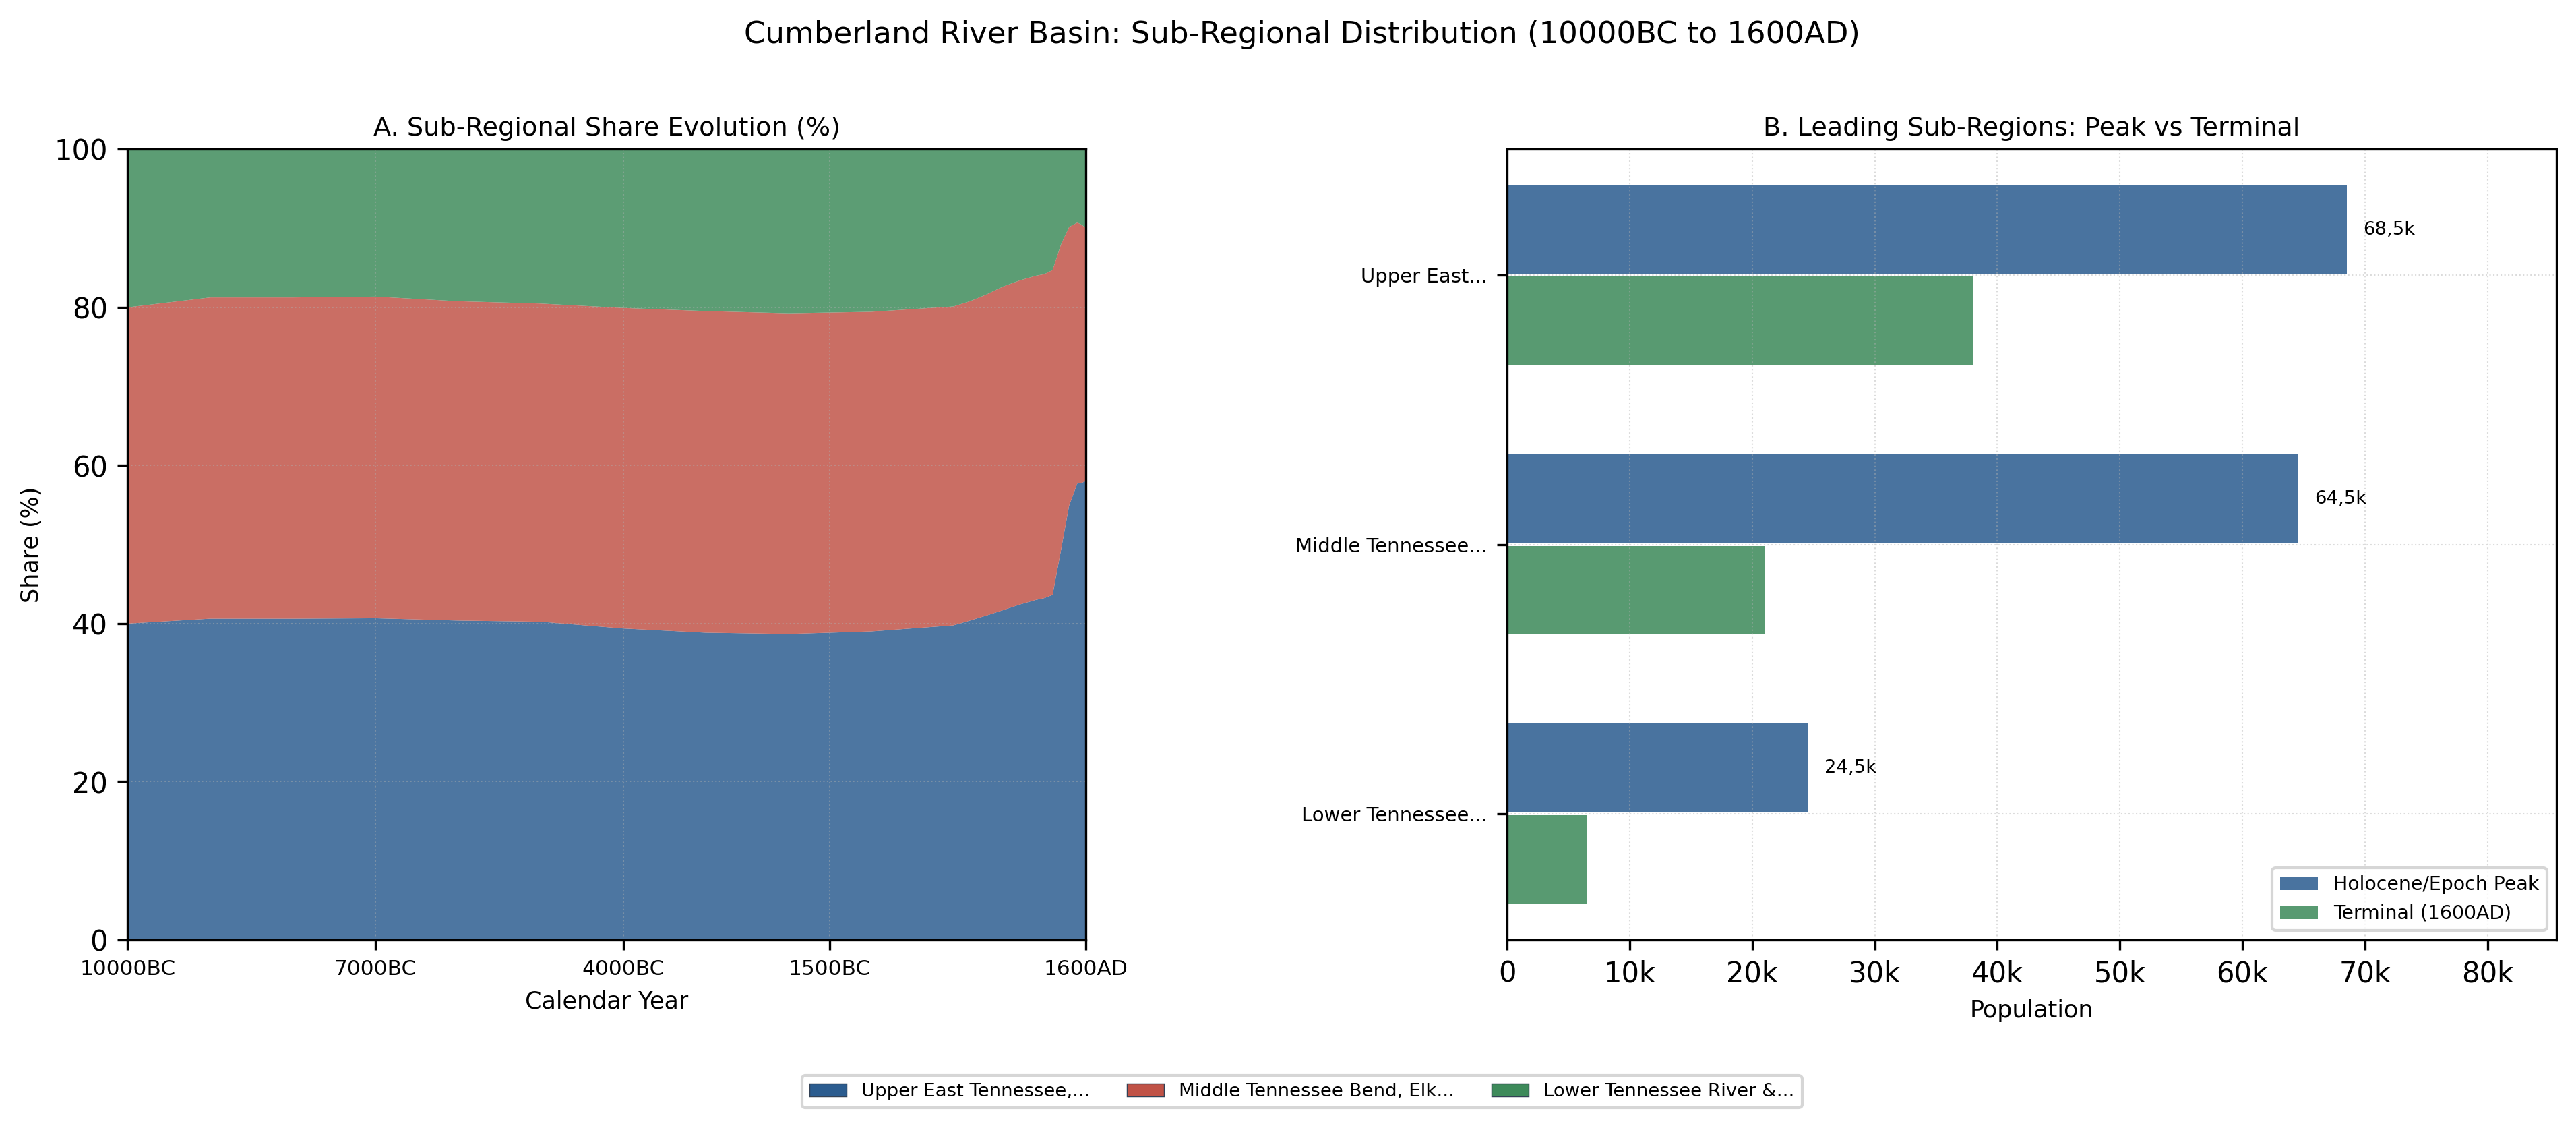 Cumberland River Basin: Sub-Regional Distribution (10000BC to 1600AD)
A. Sub-Regional Share Evolution (%)
100
80
60
40
20
0
Share (%)
10000BC 7000BC 4000BC 1500BC 1600AD
Calendar Year
B. Leading Sub-Regions: Peak vs Terminal
Upper East...
68,5k
Middle Tennessee...
64,5k
Lower Tennessee...
24,5k
Holocene/Epoch Peak
Terminal (1600AD)
0 10k 20k 30k 40k 50k 60k 70k 80k
Population
Upper East Tennessee,... Middle Tennessee Bend, Elk... Lower Tennessee River &...